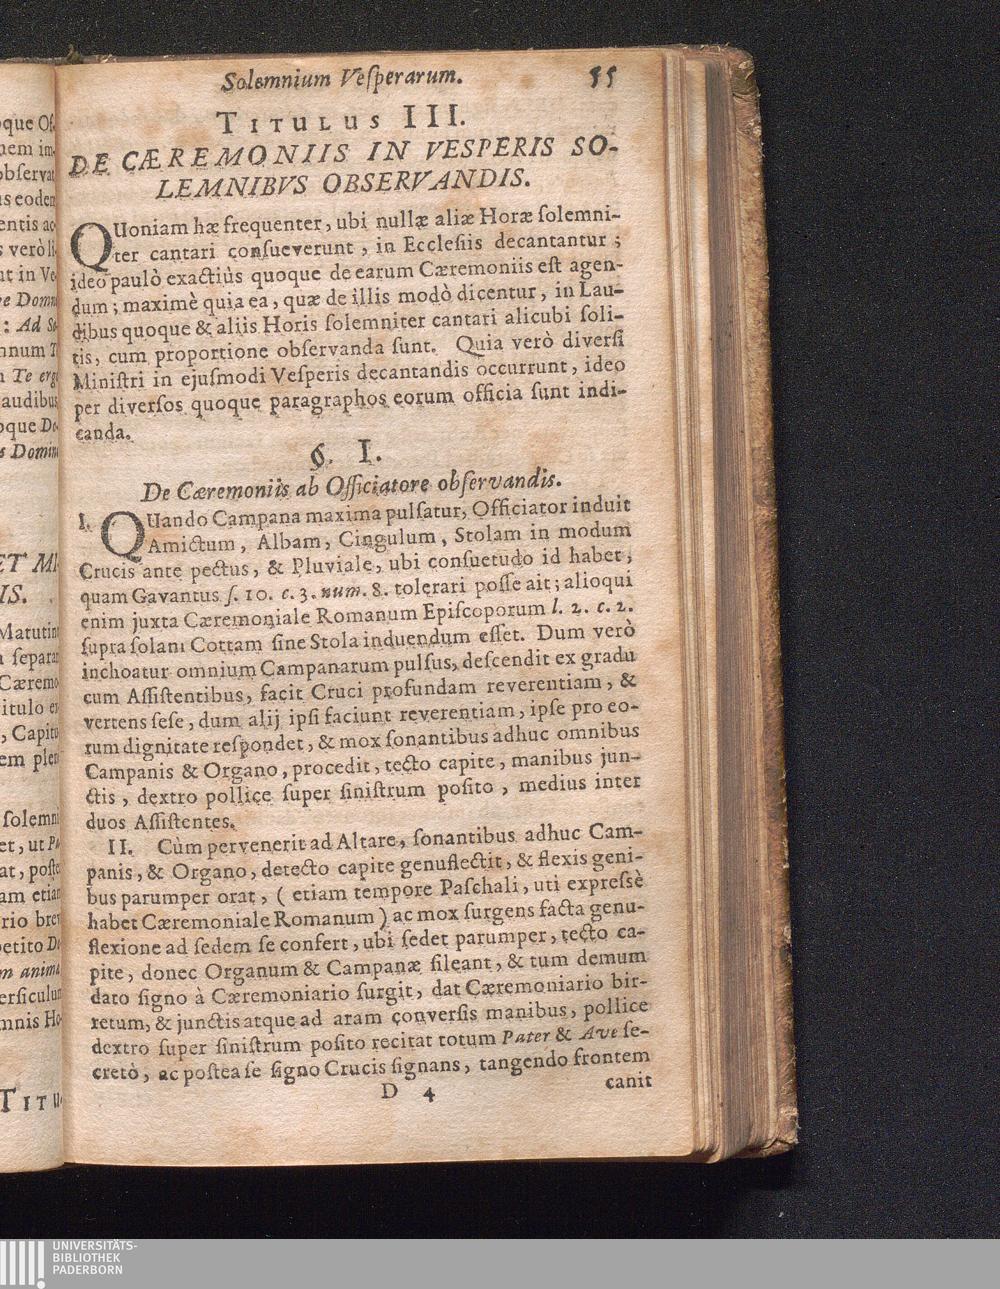 Solemnium Veſperarum. 55
TITULUS III.
DE CÆREMONIIS IN VESPERIS SO-
LEMNIBVS OBSERVANDIS.
QUoniam hæ frequenter, ubi nullæ aliæ Horæ ſolemni-
ter cantari conſueverunt, in Eccleſiis decantantur;
ideo paulò exactiùs quoque de earum Cæremoniis eſt agen-
dum; maximè quia ea, quæ de illis modò dicentur, in Lau-
dibus quoque & aliis Horis ſolemniter cantari alicubi ſoli-
tis, cum proportione obſervanda ſunt. Quia verò diverſi
Miniſtri in ejuſmodi Veſperis decantandis occurrunt, ideo
per diverſos quoque paragraphos eorum officia ſunt indi-
canda.
§. I.
De Cæremoniis ab Officiatore obſervandis.
I. QUando Campana maxima pulſatur, Officiator induit
Amictum, Albam, Cingulum, Stolam in modum
Crucis ante pectus, & Pluviale, ubi conſuetudo id habet,
quam Gavantus ſ. 10. c. 3. num. 8. tolerari poſſe ait; alioqui
enim juxta Cæremoniale Romanum Epiſcoporum l. 2. c. 2.
ſupra ſolam Cottam ſine Stola induendum eſſet. Dum verò
inchoatur omnium Campanarum pulſus, deſcendit ex gradu
cum Aſſiſtentibus, facit Cruci profundam reverentiam, &
vertens ſeſe, dum alij ipſi faciunt reverentiam, ipſe pro eo-
rum dignitate reſpondet, & mox ſonantibus adhuc omnibus
Campanis & Organo, procedit, tecto capite, manibus jun-
ctis, dextro pollice ſuper ſiniſtrum poſito, medius inter
duos Aſſiſtentes.
II. Cùm pervenerit ad Altare, ſonantibus adhuc Cam-
panis, & Organo, detecto capite genuflectit, & flexis geni-
bus parumper orat, (etiam tempore Paſchali, uti expreſsè
habet Cæremoniale Romanum) ac mox ſurgens facta genu-
flexione ad ſedem ſe confert, ubi ſedet parumper, tecto ca-
pite, donec Organum & Campanæ ſileant, & tum demum
dato ſigno à Cæremoniario ſurgit, dat Cæremoniario bir-
retum, & junctis atque ad aram converſis manibus, pollice
dextro ſuper ſiniſtrum poſito recitat totum Pater & Ave ſe-
cretò, ac poſtea ſe ſigno Crucis ſignans, tangendo frontem
D 4 canit
UNIVERSITÄTS-
BIBLIOTHEK
PADERBORN